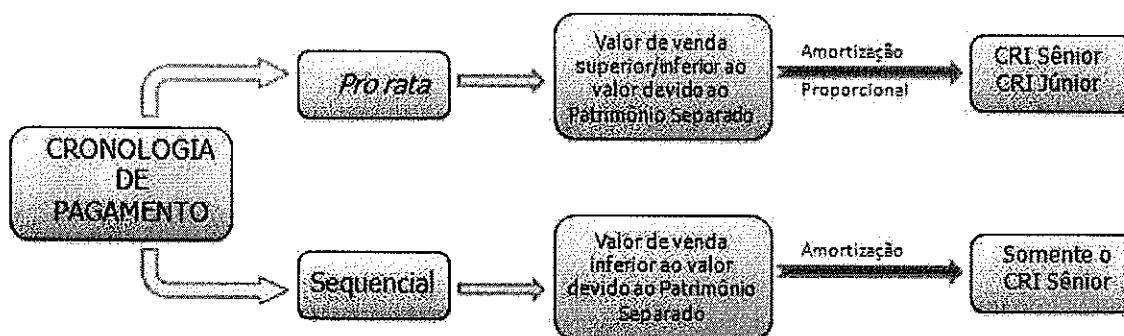 CRONOLOGIA
DE
PAGAMENTO
Pro rata
Valor de venda
superior/inferior ao
valor devido ao
Patrimônio Separado
Amortização
Proporcional
CRI Sênior
CRI Júnior
Sequencial
Valor de venda
inferior ao valor
devido ao Patrimônio
Separado
Amortização
Somente o
CRI Sênior